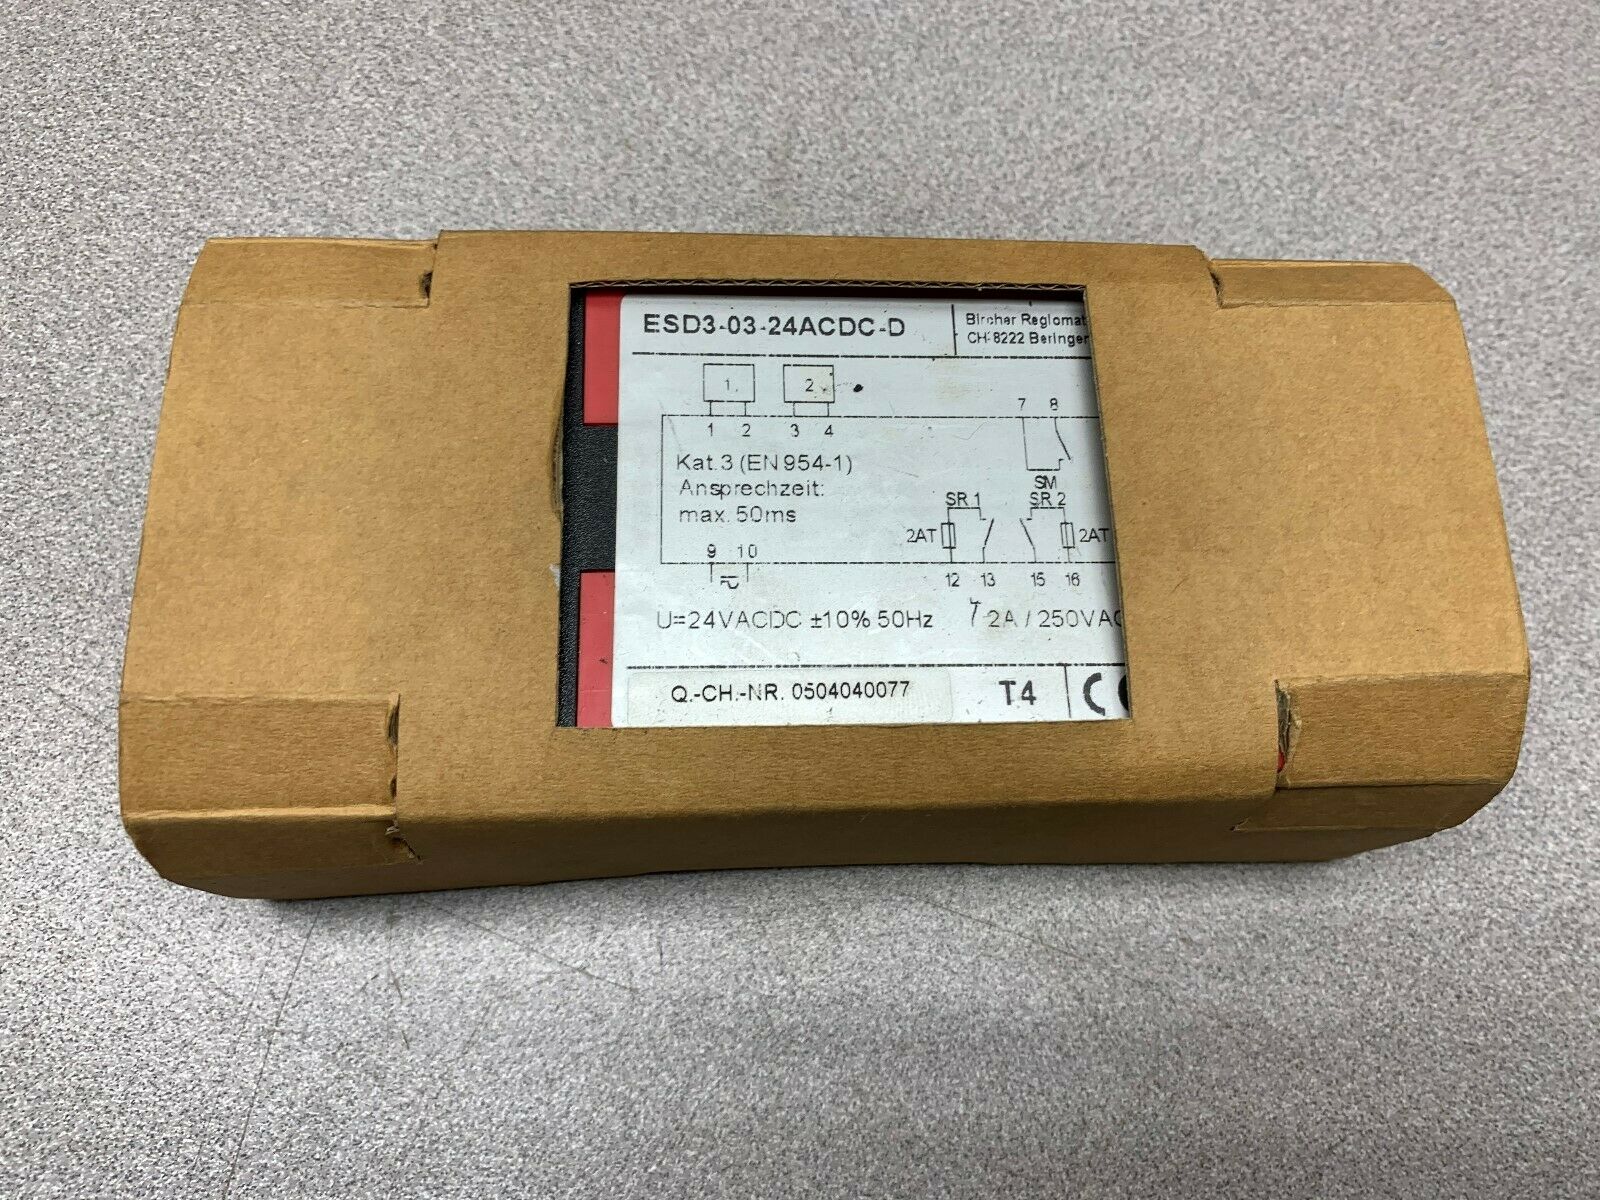 ESD3-03-24ACDC-D
Bircher Reglomat
CH-8222 Beringen
1 2
7 8
1 2 3 4
Kat.3 (EN954-1)
Ansprechzeit:
max. 50ms
SM
SR 1 SR 2
2AT 2AT
9 10
12 13 15 16
U=24VACDC ±10% 50Hz 2A / 250VAC
Q.-CH.-NR. 0504040077
T4